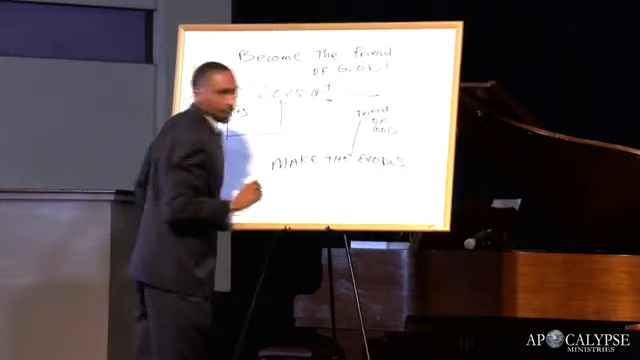 Become The friend
OF GOD
friend
OF
GOD
MAKE THE EXODUS
APOCALYPSE
MINISTRIES